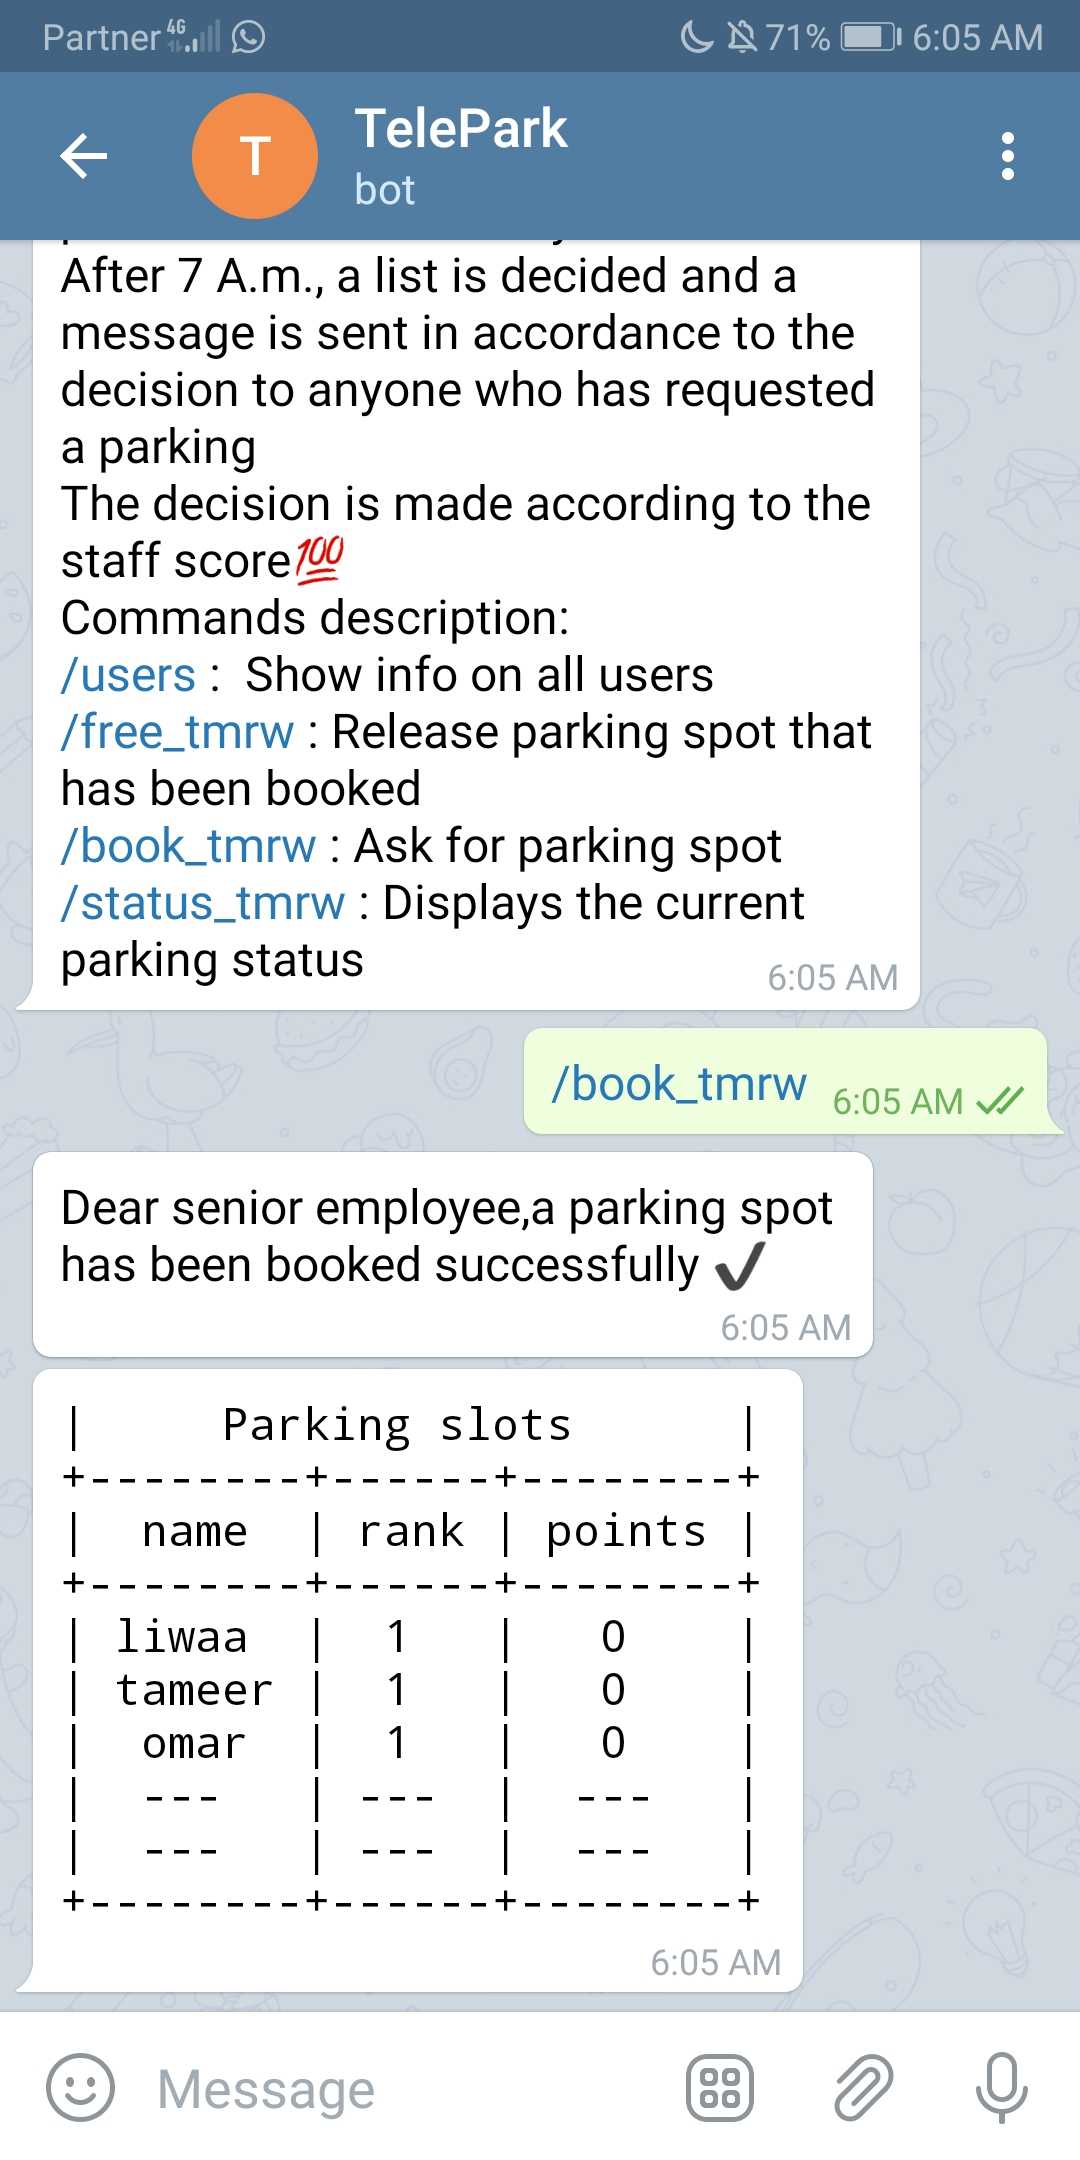 Partner 4G 71% 6:05 AM
T
TelePark
bot
After 7 A.m., a list is decided and a
message is sent in accordance to the
decision to anyone who has requested
a parking
The decision is made according to the
staff score💯
Commands description:
/users :  Show info on all users
/free_tmrw : Release parking spot that
has been booked
/book_tmrw : Ask for parking spot
/status_tmrw : Displays the current
parking status
6:05 AM
/book_tmrw 6:05 AM
Dear senior employee,a parking spot
has been booked successfully ✔
6:05 AM
|     Parking slots      |
+--------+------+--------+
|  name  | rank | points |
+--------+------+--------+
| liwaa  |  1   |   0    |
| tameer |  1   |   0    |
|  omar  |  1   |   0    |
|  ---   | ---  |  ---   |
|  ---   | ---  |  ---   |
+--------+------+--------+
6:05 AM
Message